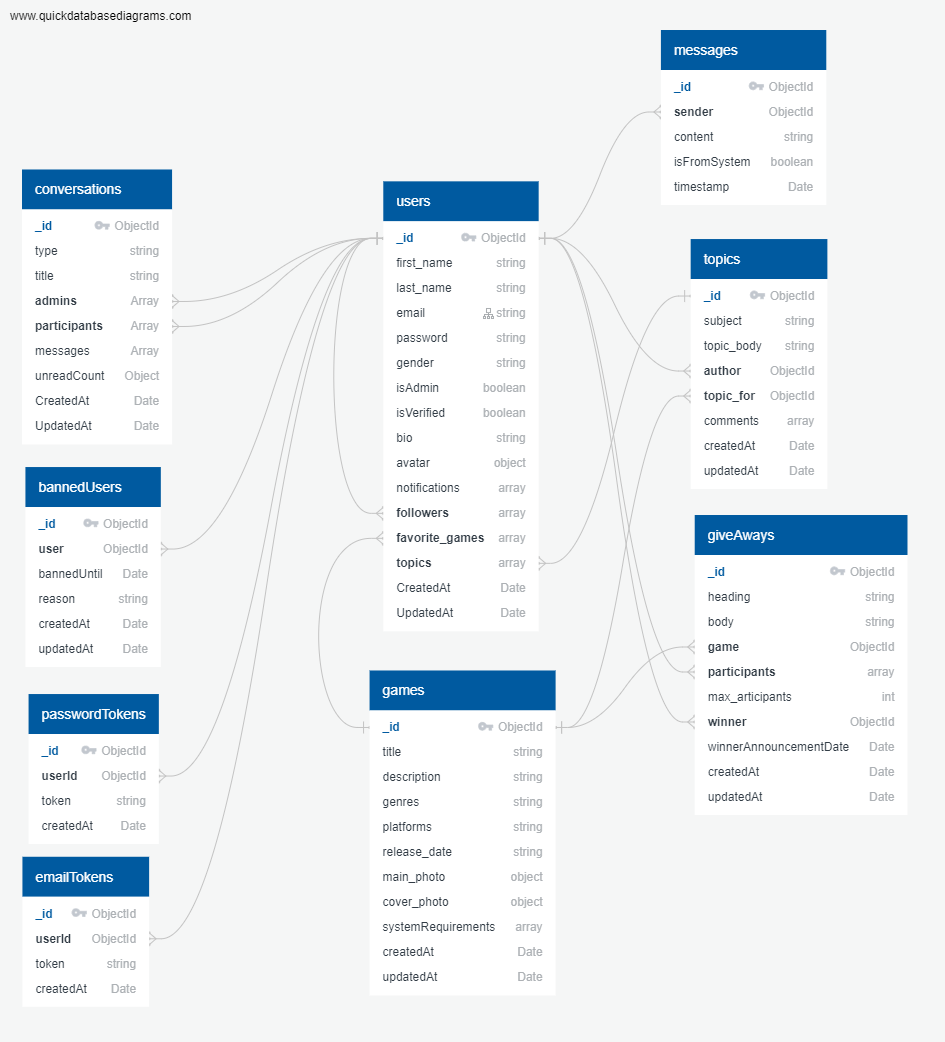 www.quickdatabasediagrams.com
messages
_id ObjectId
sender ObjectId
content string
isFromSystem boolean
timestamp Date
conversations
_id ObjectId
type string
title string
admins Array
participants Array
messages Array
unreadCount Object
CreatedAt Date
UpdatedAt Date
users
_id ObjectId
first_name string
last_name string
email string
password string
gender string
isAdmin boolean
isVerified boolean
bio string
avatar object
notifications array
followers array
favorite_games array
topics array
CreatedAt Date
UpdatedAt Date
topics
_id ObjectId
subject string
topic_body string
author ObjectId
topic_for ObjectId
comments array
createdAt Date
updatedAt Date
bannedUsers
_id ObjectId
user ObjectId
bannedUntil Date
reason string
createdAt Date
updatedAt Date
giveAways
_id ObjectId
heading string
body string
game ObjectId
participants array
max_articipants int
winner ObjectId
winnerAnnouncementDate Date
createdAt Date
updatedAt Date
passwordTokens
_id ObjectId
userId ObjectId
token string
createdAt Date
games
_id ObjectId
title string
description string
genres string
platforms string
release_date string
main_photo object
cover_photo object
systemRequirements array
createdAt Date
updatedAt Date
emailTokens
_id ObjectId
userId ObjectId
token string
createdAt Date